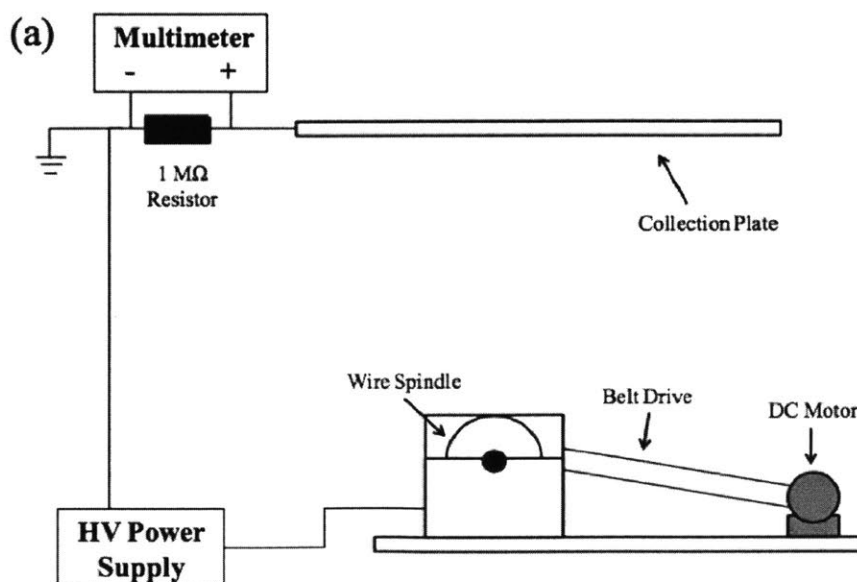 (a)
Multimeter
- +
1 MΩ
Resistor
Collection Plate
Wire Spindle
Belt Drive
DC Motor
HV Power
Supply